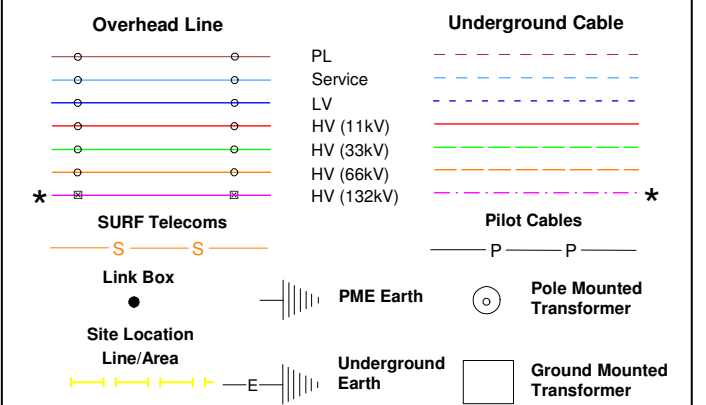 Overhead Line
Underground Cable
PL
Service
LV
HV (11kV)
HV (33kV)
HV (66kV)
* HV (132kV) *
SURF Telecoms
Pilot Cables
S S
P P
Link Box
PME Earth
Pole Mounted
Transformer
Site Location
Line/Area
E
Underground
Earth
Ground Mounted
Transformer